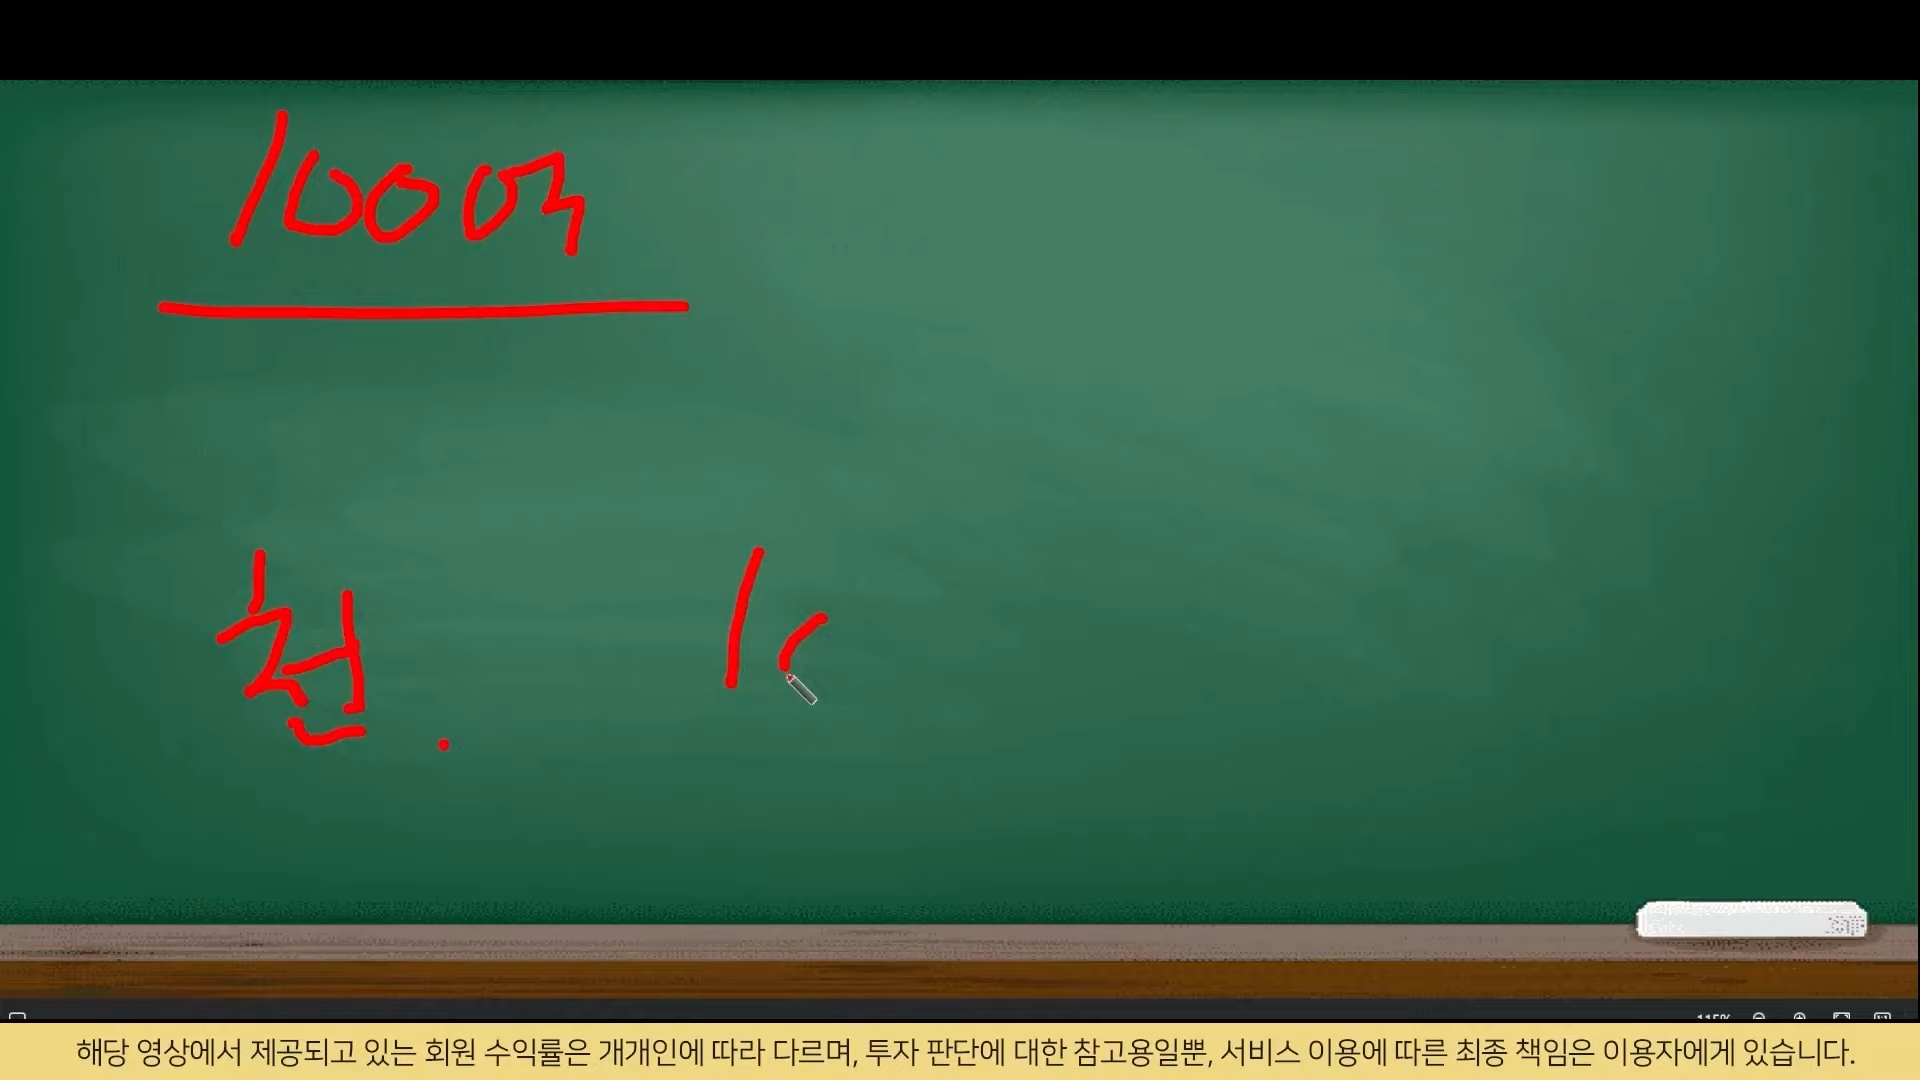 100억
천.
1
115%
해당 영상에서 제공되고 있는 회원 수익률은 개개인에 따라 다르며, 투자 판단에 대한 참고용일뿐, 서비스 이용에 따른 최종 책임은 이용자에게 있습니다.